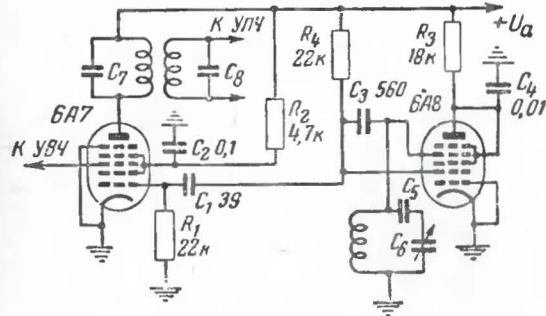 К УПЧ
+Uа
C7
C8
R4
22к
R3
18к
C3 560
C4
0,01
6А7
6А8
R2
4,7к
C2 0,1
К УВЧ
C1 39
C5
C6
R1
22к